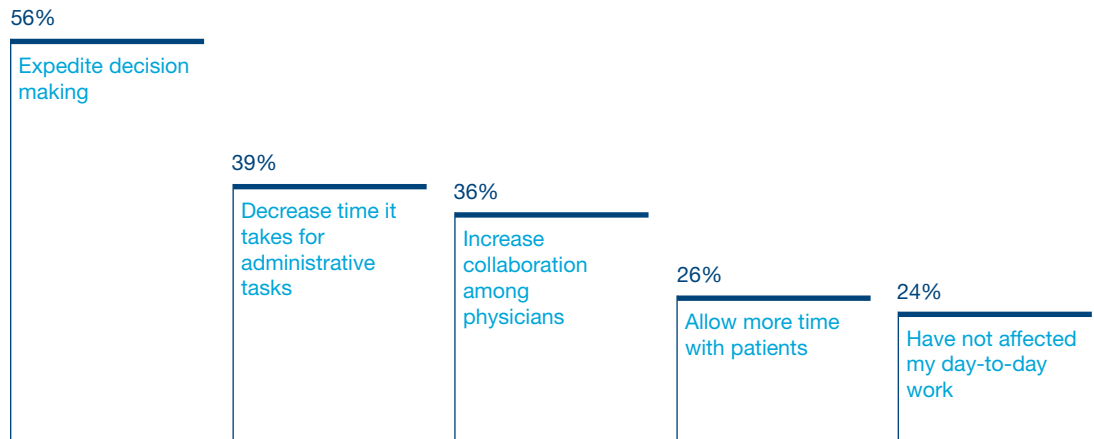 56%
Expedite decision
making
39%
Decrease time it
takes for
administrative
tasks
36%
Increase
collaboration
among
physicians
26%
Allow more time
with patients
24%
Have not affected
my day-to-day
work